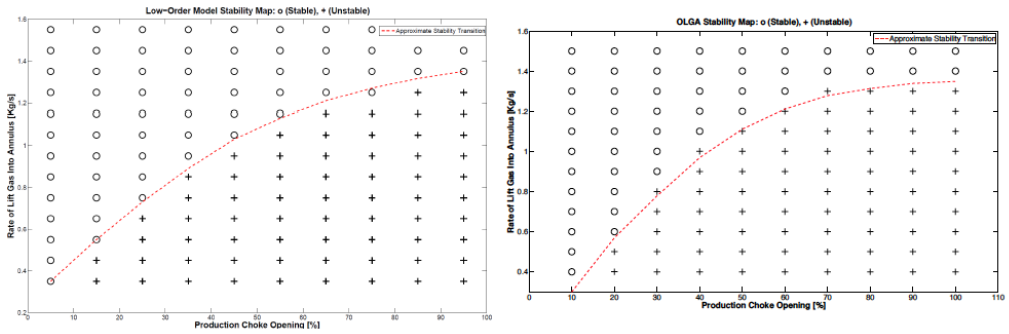 Low-Order Model Stability Map: o (Stable), + (Unstable)
Approximate Stability Transition
Rate of Lift Gas Into Annulus [Kg/s]
1.6
1.4
1.2
1
0.8
0.6
0.4
0.2
0 10 20 30 40 50 60 70 80 90 100
Production Choke Opening [%]
OLGA Stability Map: o (Stable), + (Unstable)
Approximate Stability Transition
Rate of Lift Gas Into Annulus [Kg/s]
1.6
1.4
1.2
1
0.8
0.6
0.4
0 10 20 30 40 50 60 70 80 90 100 110
Production Choke Opening [%]